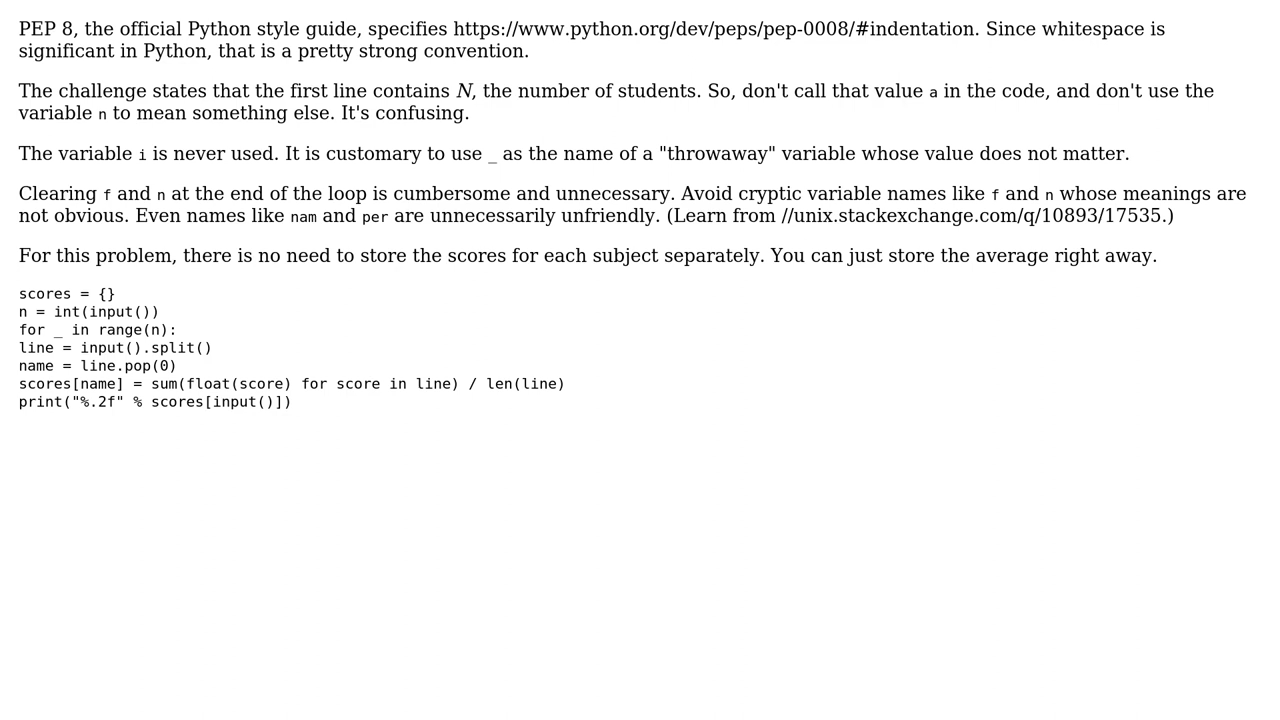 PEP 8, the official Python style guide, specifies https://www.python.org/dev/peps/pep-0008/#indentation. Since whitespace is
significant in Python, that is a pretty strong convention.
The challenge states that the first line contains N, the number of students. So, don't call that value a in the code, and don't use the
variable n to mean something else. It's confusing.
The variable i is never used. It is customary to use _ as the name of a "throwaway" variable whose value does not matter.
Clearing f and n at the end of the loop is cumbersome and unnecessary. Avoid cryptic variable names like f and n whose meanings are
not obvious. Even names like nam and per are unnecessarily unfriendly. (Learn from //unix.stackexchange.com/q/10893/17535.)
For this problem, there is no need to store the scores for each subject separately. You can just store the average right away.
scores = {}
n = int(input())
for _ in range(n):
line = input().split()
name = line.pop(0)
scores[name] = sum(float(score) for score in line) / len(line)
print("%.2f" % scores[input()])